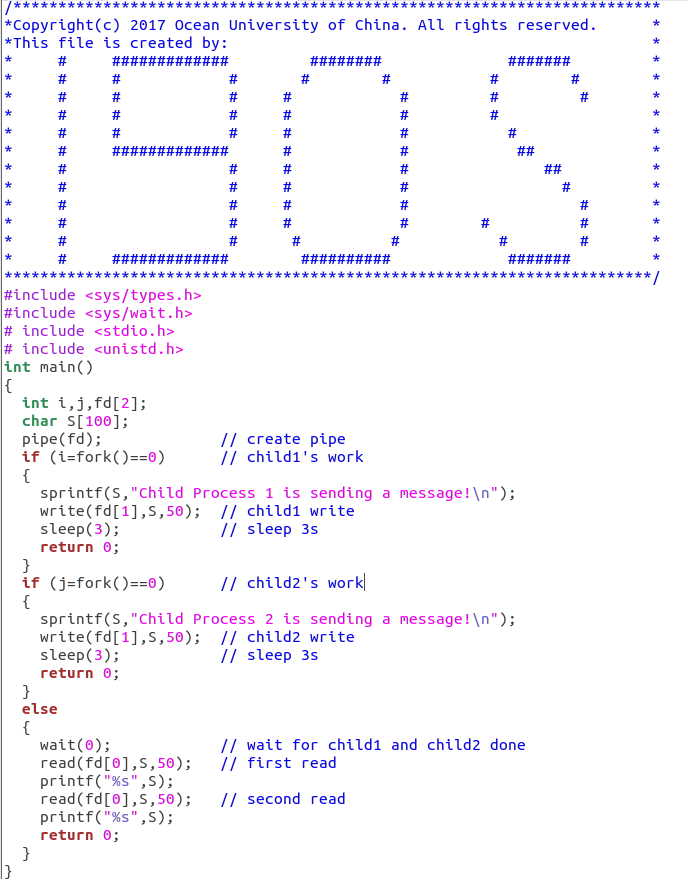 /************************************************************************
*Copyright(c) 2017 Ocean University of China. All rights reserved.      *
*This file is created by:                                               *
*     #     #############         ########              #######         *
*     #     #            #       #        #           #        #        *
*     #     #            #     #            #         #         #       *
*     #     #            #     #            #         #                 *
*     #     #            #     #            #           #               *
*     #     #############      #            #            ##             *
*     #                  #     #            #               ##          *
*     #                  #     #            #                 #         *
*     #                  #     #            #                   #       *
*     #                  #     #            #        #          #       *
*     #                  #      #          #           #        #       *
*     #     #############        ##########             #######         *
************************************************************************/
#include <sys/types.h>
#include <sys/wait.h>
# include <stdio.h>
# include <unistd.h>
int main()
{
  int i,j,fd[2];
  char S[100];
  pipe(fd);             // create pipe
  if (i=fork()==0)      // child1's work
  {
    sprintf(S,"Child Process 1 is sending a message!\n");
    write(fd[1],S,50);  // child1 write
    sleep(3);           // sleep 3s
    return 0;
  }
  if (j=fork()==0)      // child2's work
  {
    sprintf(S,"Child Process 2 is sending a message!\n");
    write(fd[1],S,50);  // child2 write
    sleep(3);           // sleep 3s
    return 0;
  }
  else
  {
    wait(0);            // wait for child1 and child2 done
    read(fd[0],S,50);   // first read
    printf("%s",S);
    read(fd[0],S,50);   // second read
    printf("%s",S);
    return 0;
  }
}